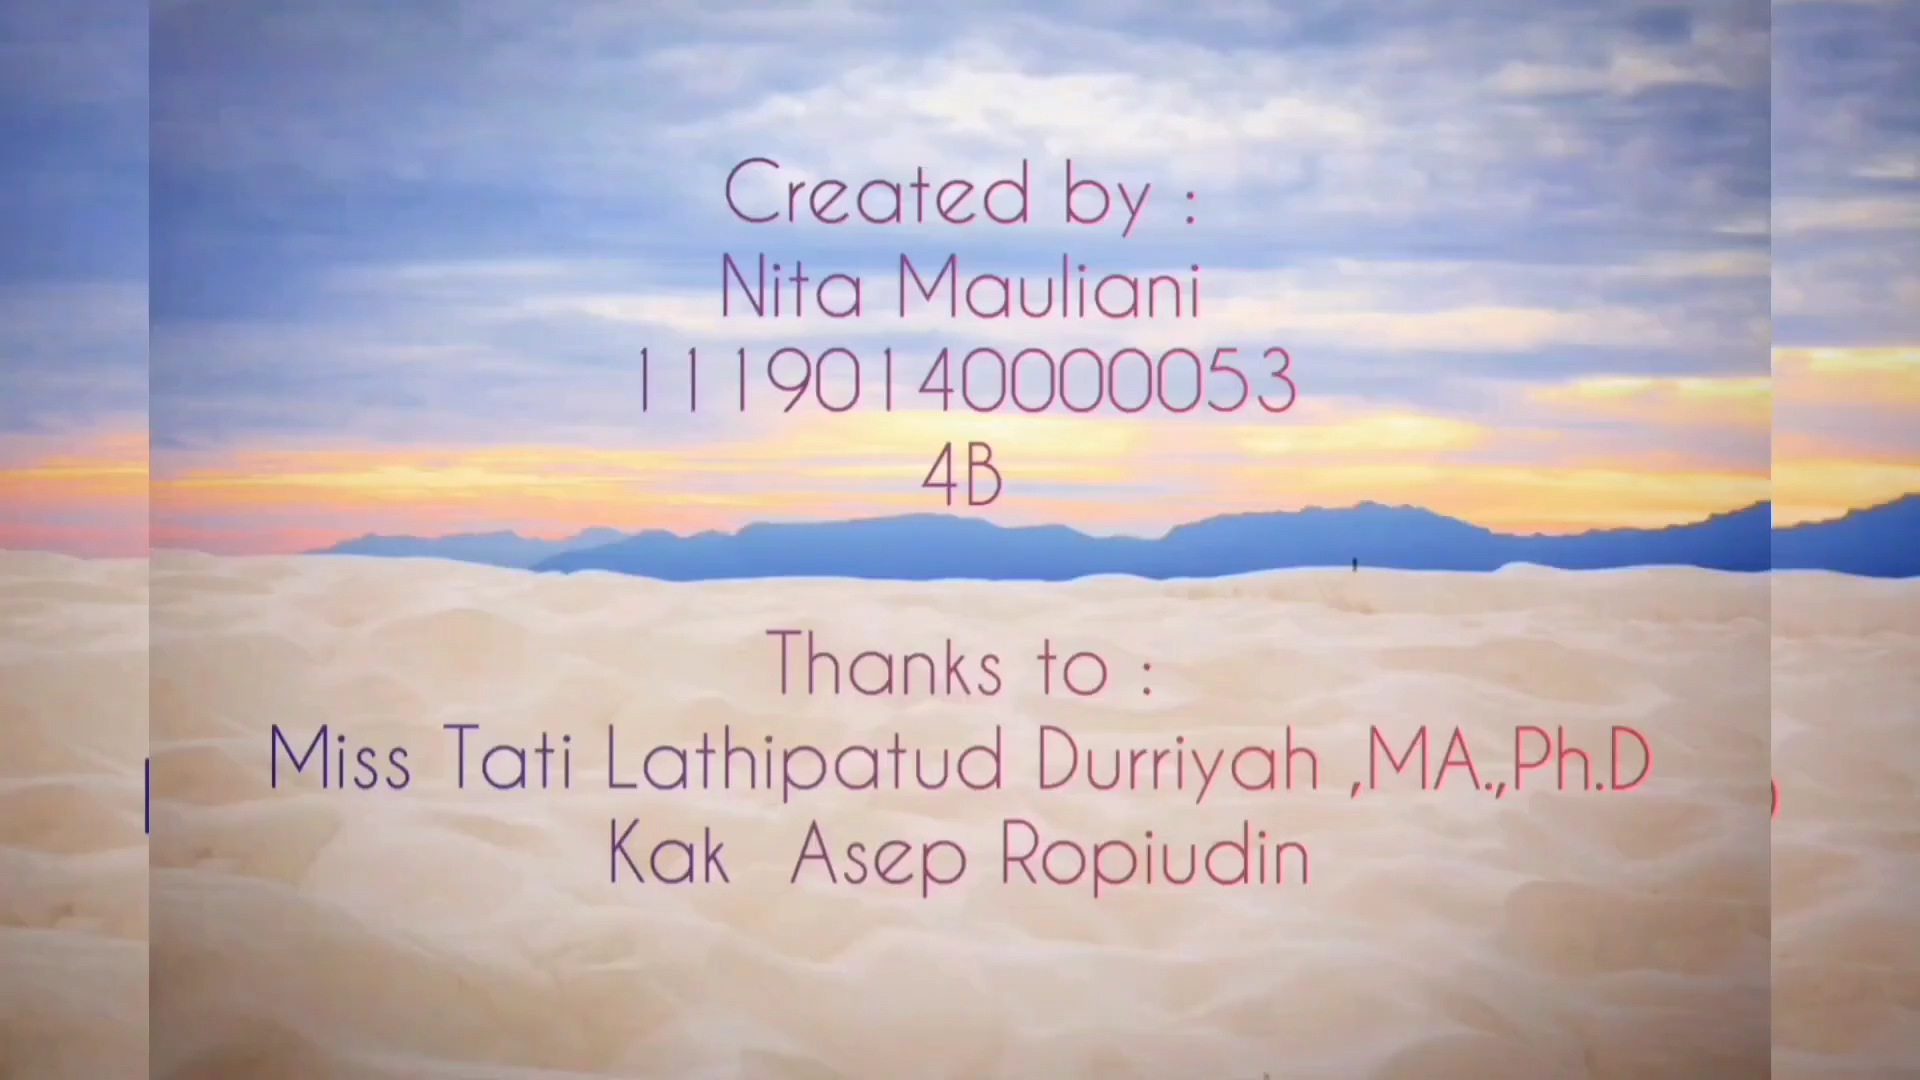 Created by :
Nita Mauliani
11190140000053
4B
Thanks to :
Miss Tati Lathipatud Durriyah ,MA.,Ph.D
Kak Asep Ropiudin